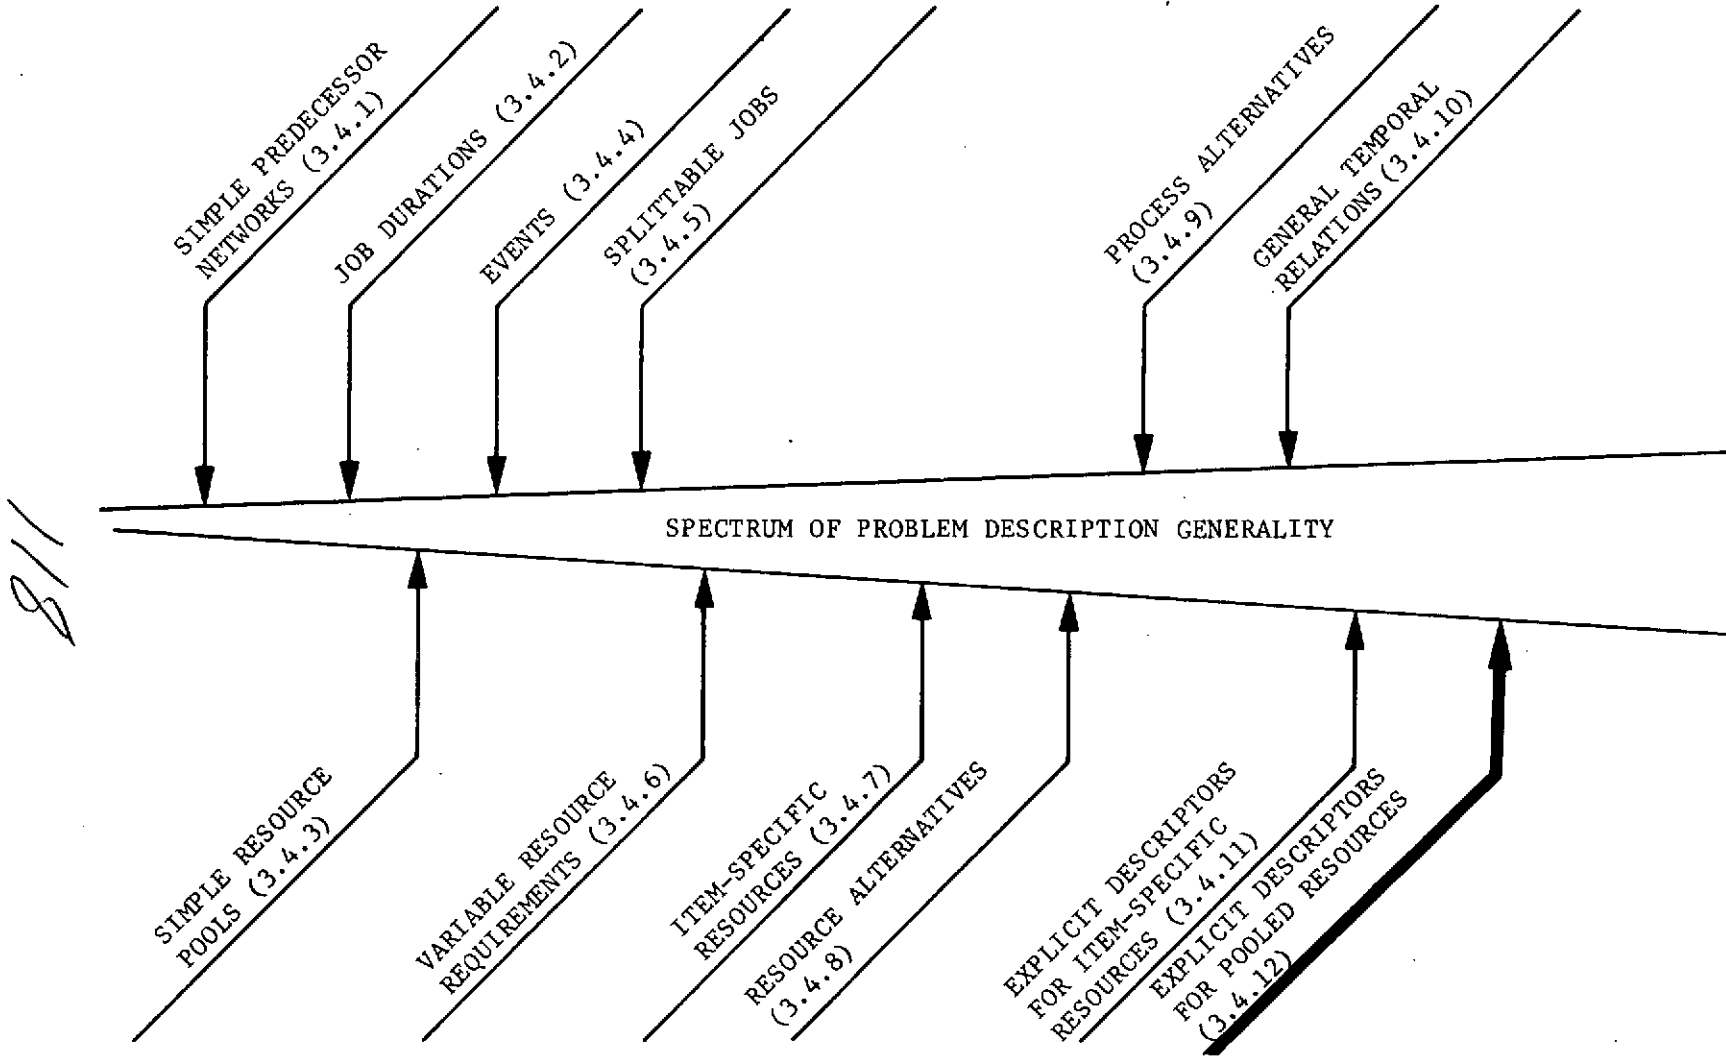 SIMPLE PREDECESSOR
NETWORKS (3.4.1)
JOB DURATIONS (3.4.2)
EVENTS (3.4.4)
SPLITTABLE JOBS
(3.4.5)
PROCESS ALTERNATIVES
(3.4.9)
GENERAL TEMPORAL
RELATIONS (3.4.10)
811
SPECTRUM OF PROBLEM DESCRIPTION GENERALITY
SIMPLE RESOURCE
POOLS (3.4.3)
VARIABLE RESOURCE
REQUIREMENTS (3.4.6)
ITEM-SPECIFIC
RESOURCES (3.4.7)
RESOURCE ALTERNATIVES
(3.4.8)
EXPLICIT DESCRIPTORS
FOR ITEM-SPECIFIC
RESOURCES (3.4.11)
EXPLICIT DESCRIPTORS
FOR POOLED RESOURCES
(3.4.12)